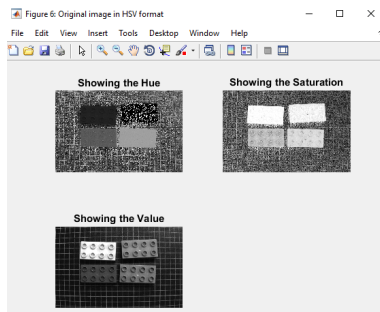 Figure 6: Original image in HSV format
File Edit View Insert Tools Desktop Window Help
Showing the Hue
Showing the Saturation
Showing the Value